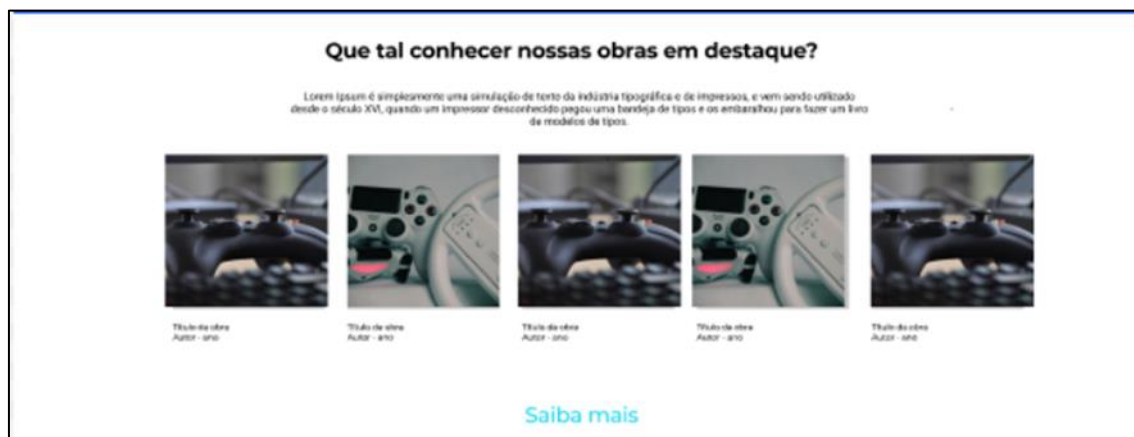 Que tal conhecer nossas obras em destaque?
Lorem Ipsum é simplesmente uma simulação de texto da indústria tipográfica e de impressos, e vem sendo utilizado
desde o século XVI, quando um impressor desconhecido pegou uma bandeja de tipos e os embaralhou para fazer um livro
de modelos de tipos.
Título da obra
Autor - ano
Título da obra
Autor - ano
Título da obra
Autor - ano
Título da obra
Autor - ano
Título da obra
Autor - ano
Saiba mais